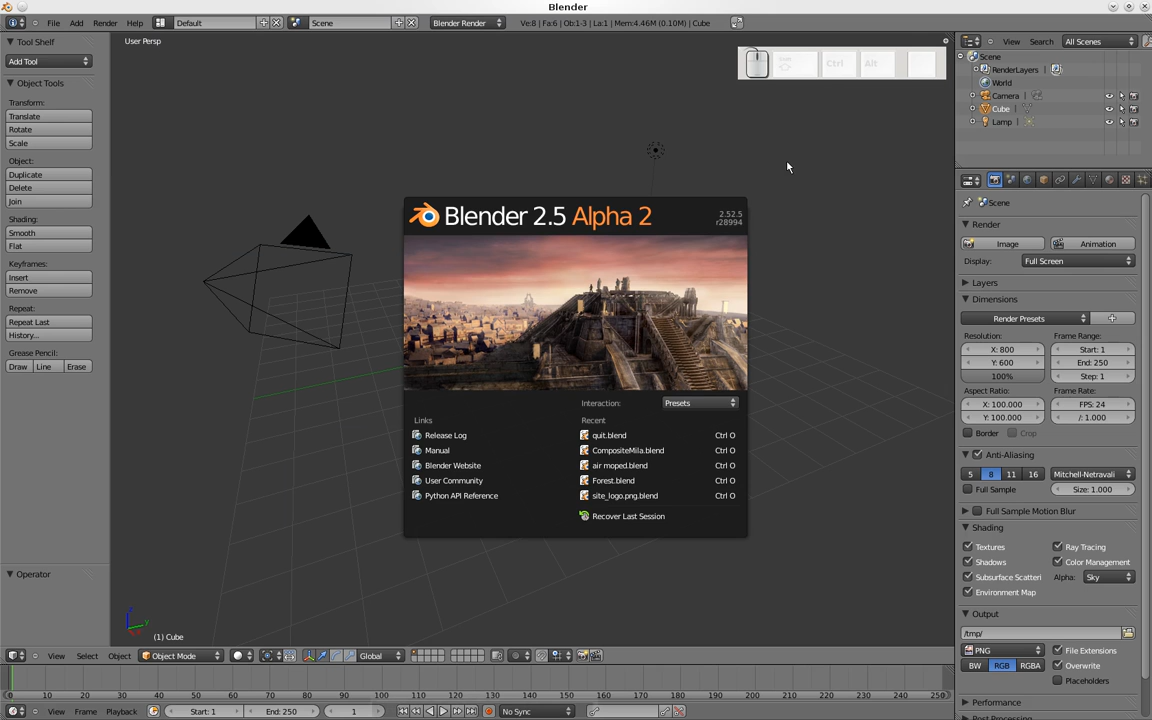 Blender
File
Add
Render
Help
Default
Scene
Blender Render
Ve:8 | Fa:6 | Ob:1-3 | La:1 | Mem:4.46M (0.10M) | Cube
Tool Shelf
Add Tool
Object Tools
Transform:
Translate
Rotate
Scale
Object:
Duplicate
Delete
Join
Shading:
Smooth
Flat
Keyframes:
Insert
Remove
Repeat:
Repeat Last
History...
Grease Pencil:
Draw Line Erase
Operator
User Persp
Ctrl
Alt
Blender 2.5 Alpha 2
2.52.5
r28994
Interaction: Presets
Links
Release Log
Manual
Blender Website
User Community
Python API Reference
Recent
quit.blend Ctrl O
CompositeMila.blend Ctrl O
air moped.blend Ctrl O
Forest.blend Ctrl O
site_logo.png.blend Ctrl O
Recover Last Session
(1) Cube
View Select Object Object Mode Global
0 10 20 30 40 50 60 70 80 90 100 110 120 130 140 150 160 170 180 190 200 210 220 230 240 250
View Frame Playback Start: 1 End: 250 1 No Sync
View Search All Scenes
Scene
RenderLayers |
World
Camera |
Cube |
Lamp |
Scene
Render
Image Animation
Display: Full Screen
Layers
Dimensions
Render Presets
Resolution: Frame Range:
X: 800 Start: 1
Y: 600 End: 250
100% Step: 1
Aspect Ratio: Frame Rate:
X: 100.000 FPS: 24
Y: 100.000 /: 1.000
Border Crop
Anti-Aliasing
5 8 11 16 Mitchell-Netravali
Full Sample Size: 1.000
Full Sample Motion Blur
Shading
Textures Ray Tracing
Shadows Color Management
Subsurface Scatteri Alpha: Sky
Environment Map
Output
/tmp/
PNG File Extensions
BW RGB RGBA Overwrite
Placeholders
Performance
Post Processing